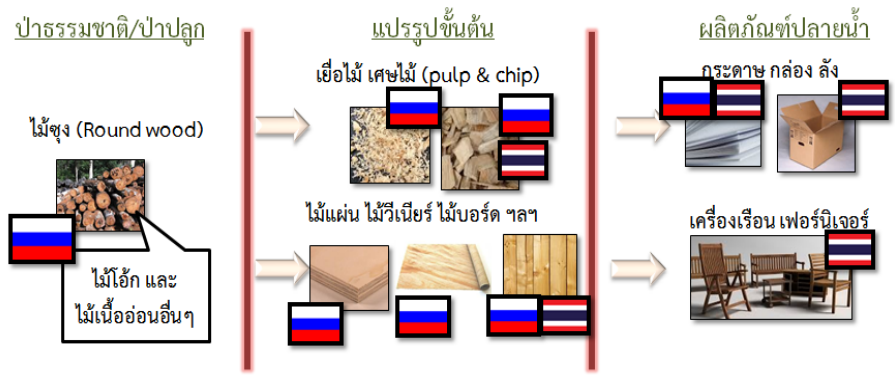 ป่าธรรมชาติ/ป่าปลูก
แปรรูปขั้นต้น
ผลิตภัณฑ์ปลายน้ำ
เยื่อไม้ เศษไม้ (pulp & chip)
กระดาษ กล่อง ลัง
ไม้ซุง (Round wood)
ไม้แผ่น ไม้วีเนียร์ ไม้บอร์ด ฯลฯ
เครื่องเรือน เฟอร์นิเจอร์
ไม้โอ้ก และ
ไม้เนื้ออ่อนอื่นๆ